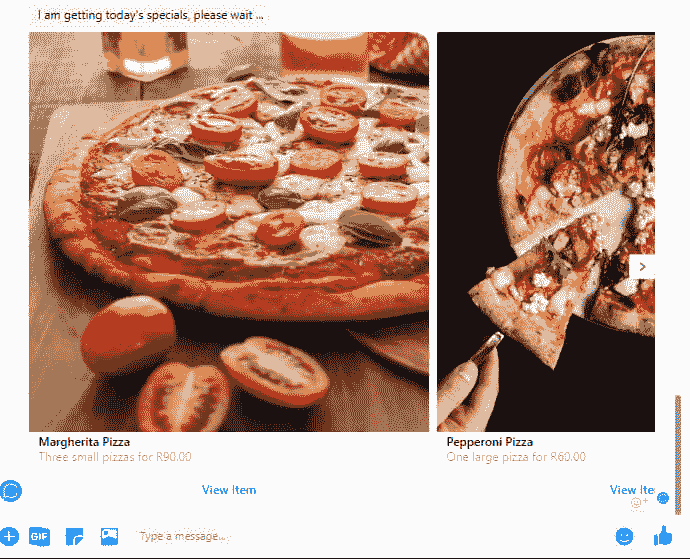 I am getting today's specials, please wait ...
Margherita Pizza
Three small pizzas for R90.00
View Item
Pepperoni Pizza
One large pizza for R60.00
View Ite
GIF
Type a message...